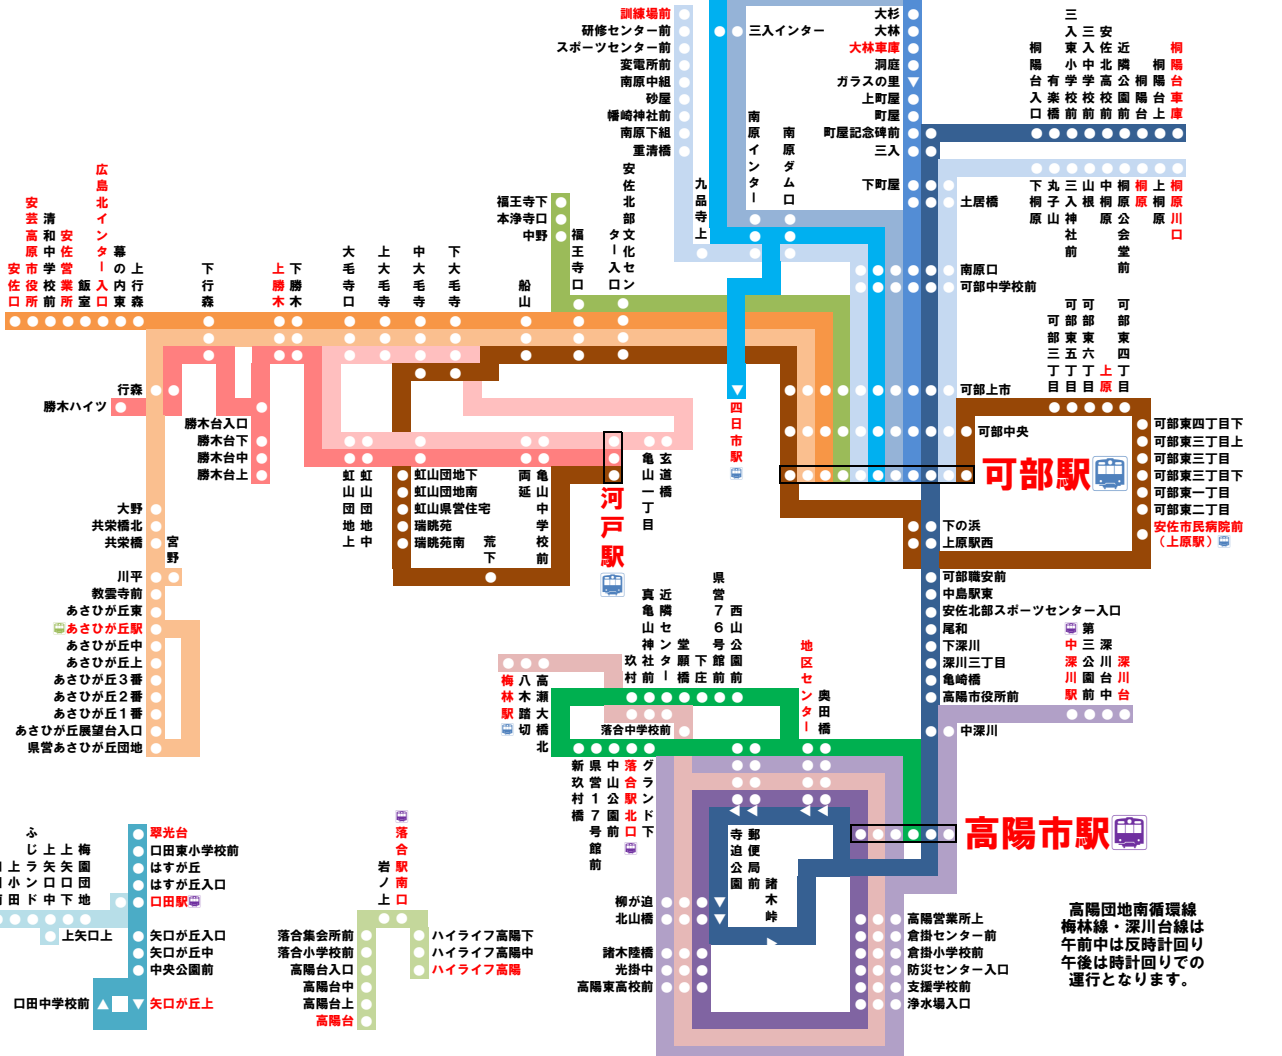 訓練場前
研修センター前
スポーツセンター前
変電所前
南原中組
砂屋
幡崎神社前
南原下組
重清橋
三入インター
大杉
大林
大林車庫
洞庭
ガラスの里
上町屋
町屋
町屋記念碑前
三入
下町屋
土居橋
南原口
可部中学校前
可部上市
可部中央
可部駅
桐陽台入口
有楽橋
三入東小学校前
三入中学校前
安佐北高校前
近隣公園前
桐陽台
桐陽台上
桐陽台車庫
下桐原
丸子山
三入神社前
山根
中桐原
桐原公会堂前
桐原
上桐原
桐原川口
可部三丁目
可部東五丁目
可部東六丁目
上原
可部東四丁目
可部東四丁目下
可部東三丁目上
可部東三丁目
可部東三丁目下
可部東一丁目
可部東二丁目
安佐市民病院前
（上原駅）
南原インター
南原ダム口
九品寺上
四日市駅
安佐北部文化センター入口
福王寺下
本浄寺口
中野
福王寺口
船山
安佐口
安芸高原市役所
清和中学校前
安佐営業所
飯室
広島北インター入口
幕の内東
上行森
下行森
上勝木
下勝木
大毛寺口
上大毛寺
中大毛寺
下大毛寺
行森
勝木ハイツ
勝木台入口
勝木台下
勝木台中
勝木台上
虹山団地上
虹山団地中
虹山団地下
虹山団地南
虹山県営住宅
瑞眺苑
瑞眺苑南
荒下
両延
亀山中学校前
河戸駅
亀山一丁目
玄道橋
大野
共栄橋北
共栄橋
宮野
川平
教雲寺前
あさひが丘東
あさひが丘駅
あさひが丘中
あさひが丘上
あさひが丘３番
あさひが丘２番
あさひが丘１番
あさひが丘展望台入口
県営あさひが丘団地
下の浜
上原駅西
可部職安前
中島駅東
安佐北部スポーツセンター入口
尾和
下深川
深川三丁目
亀崎橋
高陽市役所前
中深川
中深川駅
第三公園前
深川台中
深川台
高陽市駅
梅林駅
八木踏切
高瀬大橋北
玖村
真亀山神社前
近隣センター
堂願橋
下庄
県営７６号館前
西山公園前
地区センター
奥田橋
落合中学校前
新玖村橋
県営１７号館前
中山公園前
落合駅北口
グランド下
寺迫公園
郵便局前
諸木峠
柳が迫
北山橋
諸木陸橋
光掛中
高陽東高校前
高陽営業所上
倉掛センター前
倉掛小学校前
防災センター入口
支援学校前
浄水場入口
高陽団地南循環線
梅林線・深川台線は
午前中は反時計回り
午後は時計回りでの
運行となります。
翠光台
口田東小学校前
はすが丘
はすが丘入口
口田駅
矢口が丘入口
矢口が丘中
中央公園前
矢口が丘上
口田中学校前
上矢口上
ふじランド
上矢口中
上矢口下
梅園団地
落合駅南口
岩ノ上
落合集会所前
落合小学校前
高陽台入口
高陽台中
高陽台上
高陽台
ハイライフ高陽下
ハイライフ高陽中
ハイライフ高陽